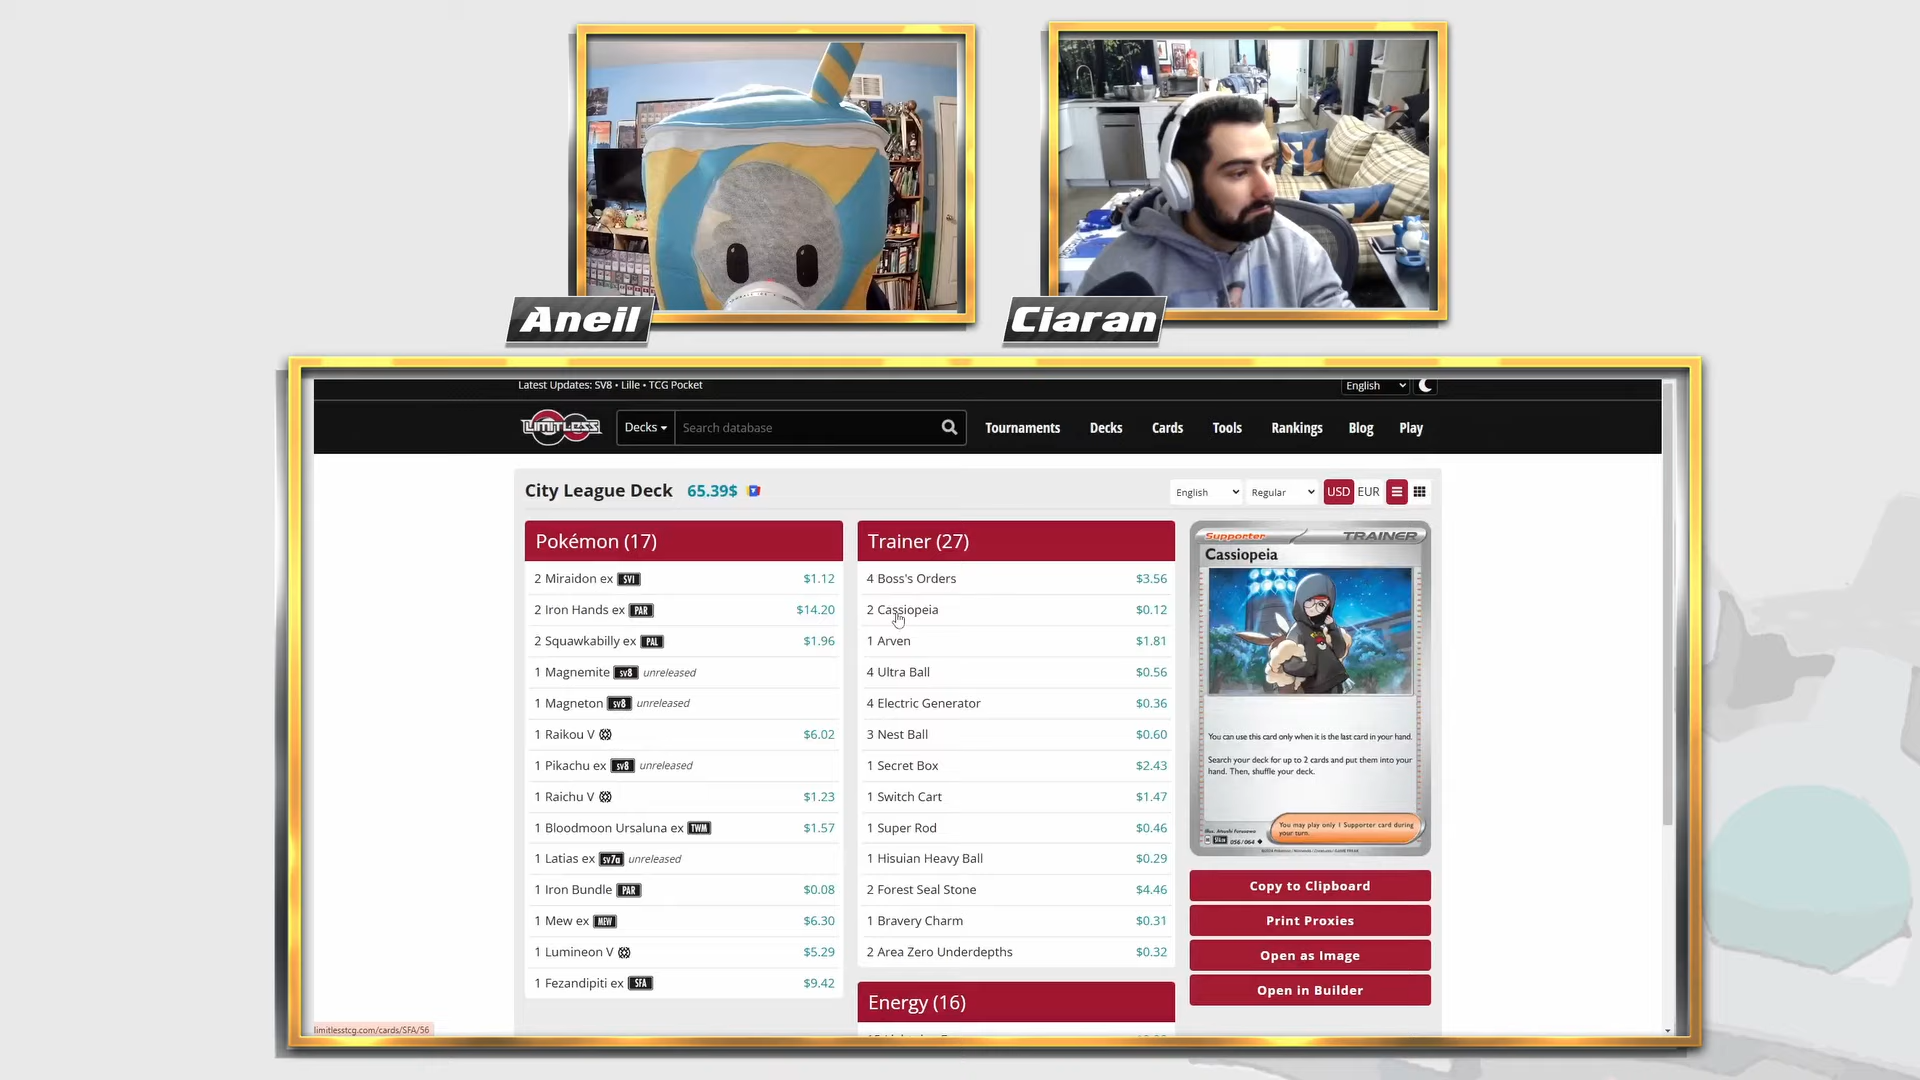 Aneil
Ciaran
Latest Updates: SV8 • Lille • TCG Pocket
English
LIMITLESS
Decks
Search database
Tournaments
Decks
Cards
Tools
Rankings
Blog
Play
City League Deck 65.39$
English
Regular
USD EUR
Pokémon (17)
2 Miraidon ex SVI $1.12
2 Iron Hands ex PAR $14.20
2 Squawkabilly ex PAL $1.96
1 Magnemite sv8 unreleased
1 Magneton sv8 unreleased
1 Raikou V $6.02
1 Pikachu ex sv8 unreleased
1 Raichu V $1.23
1 Bloodmoon Ursaluna ex TWM $1.57
1 Latias ex sv7a unreleased
1 Iron Bundle PAR $0.08
1 Mew ex MEW $6.30
1 Lumineon V $5.29
1 Fezandipiti ex SFA $9.42
Trainer (27)
4 Boss's Orders $3.56
2 Cassiopeia $0.12
1 Arven $1.81
4 Ultra Ball $0.56
4 Electric Generator $0.36
3 Nest Ball $0.60
1 Secret Box $2.43
1 Switch Cart $1.47
1 Super Rod $0.46
1 Hisuian Heavy Ball $0.29
2 Forest Seal Stone $4.46
1 Bravery Charm $0.31
2 Area Zero Underdepths $0.32
Energy (16)
Supporter TRAINER
Cassiopeia
You can use this card only when it is the last card in your hand.
Search your deck for up to 2 cards and put them into your
hand. Then, shuffle your deck.
You may play only 1 Supporter card during
your turn.
056/064
Copy to Clipboard
Print Proxies
Open as Image
Open in Builder
limitlesstcg.com/cards/SFA/56